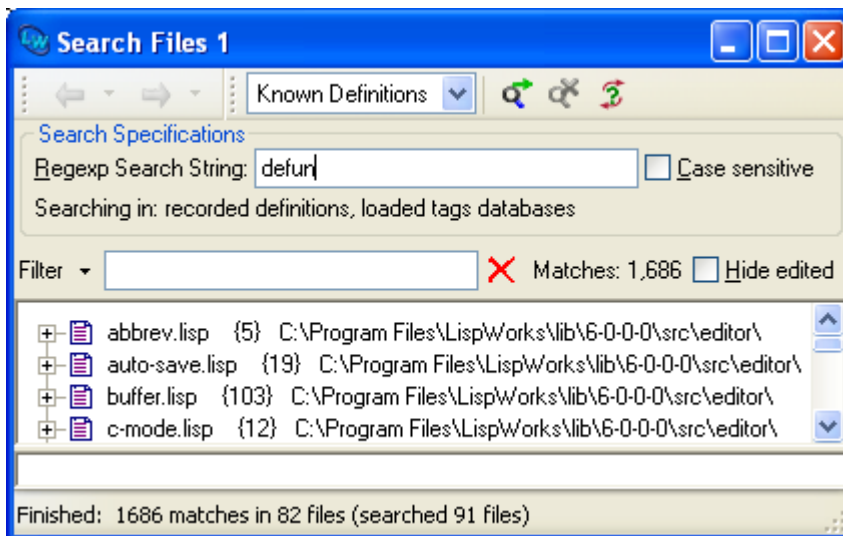 Search Files 1
Known Definitions
Search Specifications
Regexp Search String: defun Case sensitive
Searching in: recorded definitions, loaded tags databases
Filter Matches: 1,686 Hide edited
abbrev.lisp {5} C:\Program Files\LispWorks\lib\6-0-0-0\src\editor\
auto-save.lisp {19} C:\Program Files\LispWorks\lib\6-0-0-0\src\editor\
buffer.lisp {103} C:\Program Files\LispWorks\lib\6-0-0-0\src\editor\
c-mode.lisp {12} C:\Program Files\LispWorks\lib\6-0-0-0\src\editor\
Finished: 1686 matches in 82 files (searched 91 files)